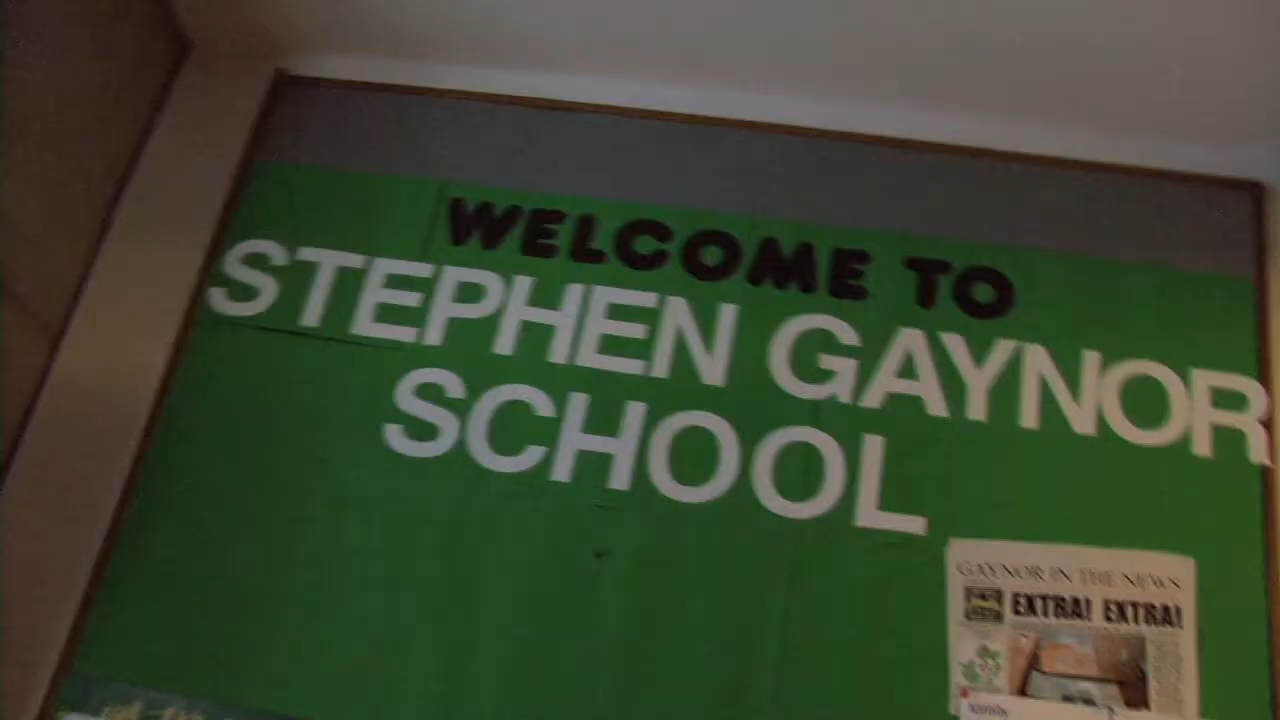 WELCOME TO
STEPHEN GAYNOR
SCHOOL
GAYNOR IN THE NEWS
EXTRA! EXTRA!